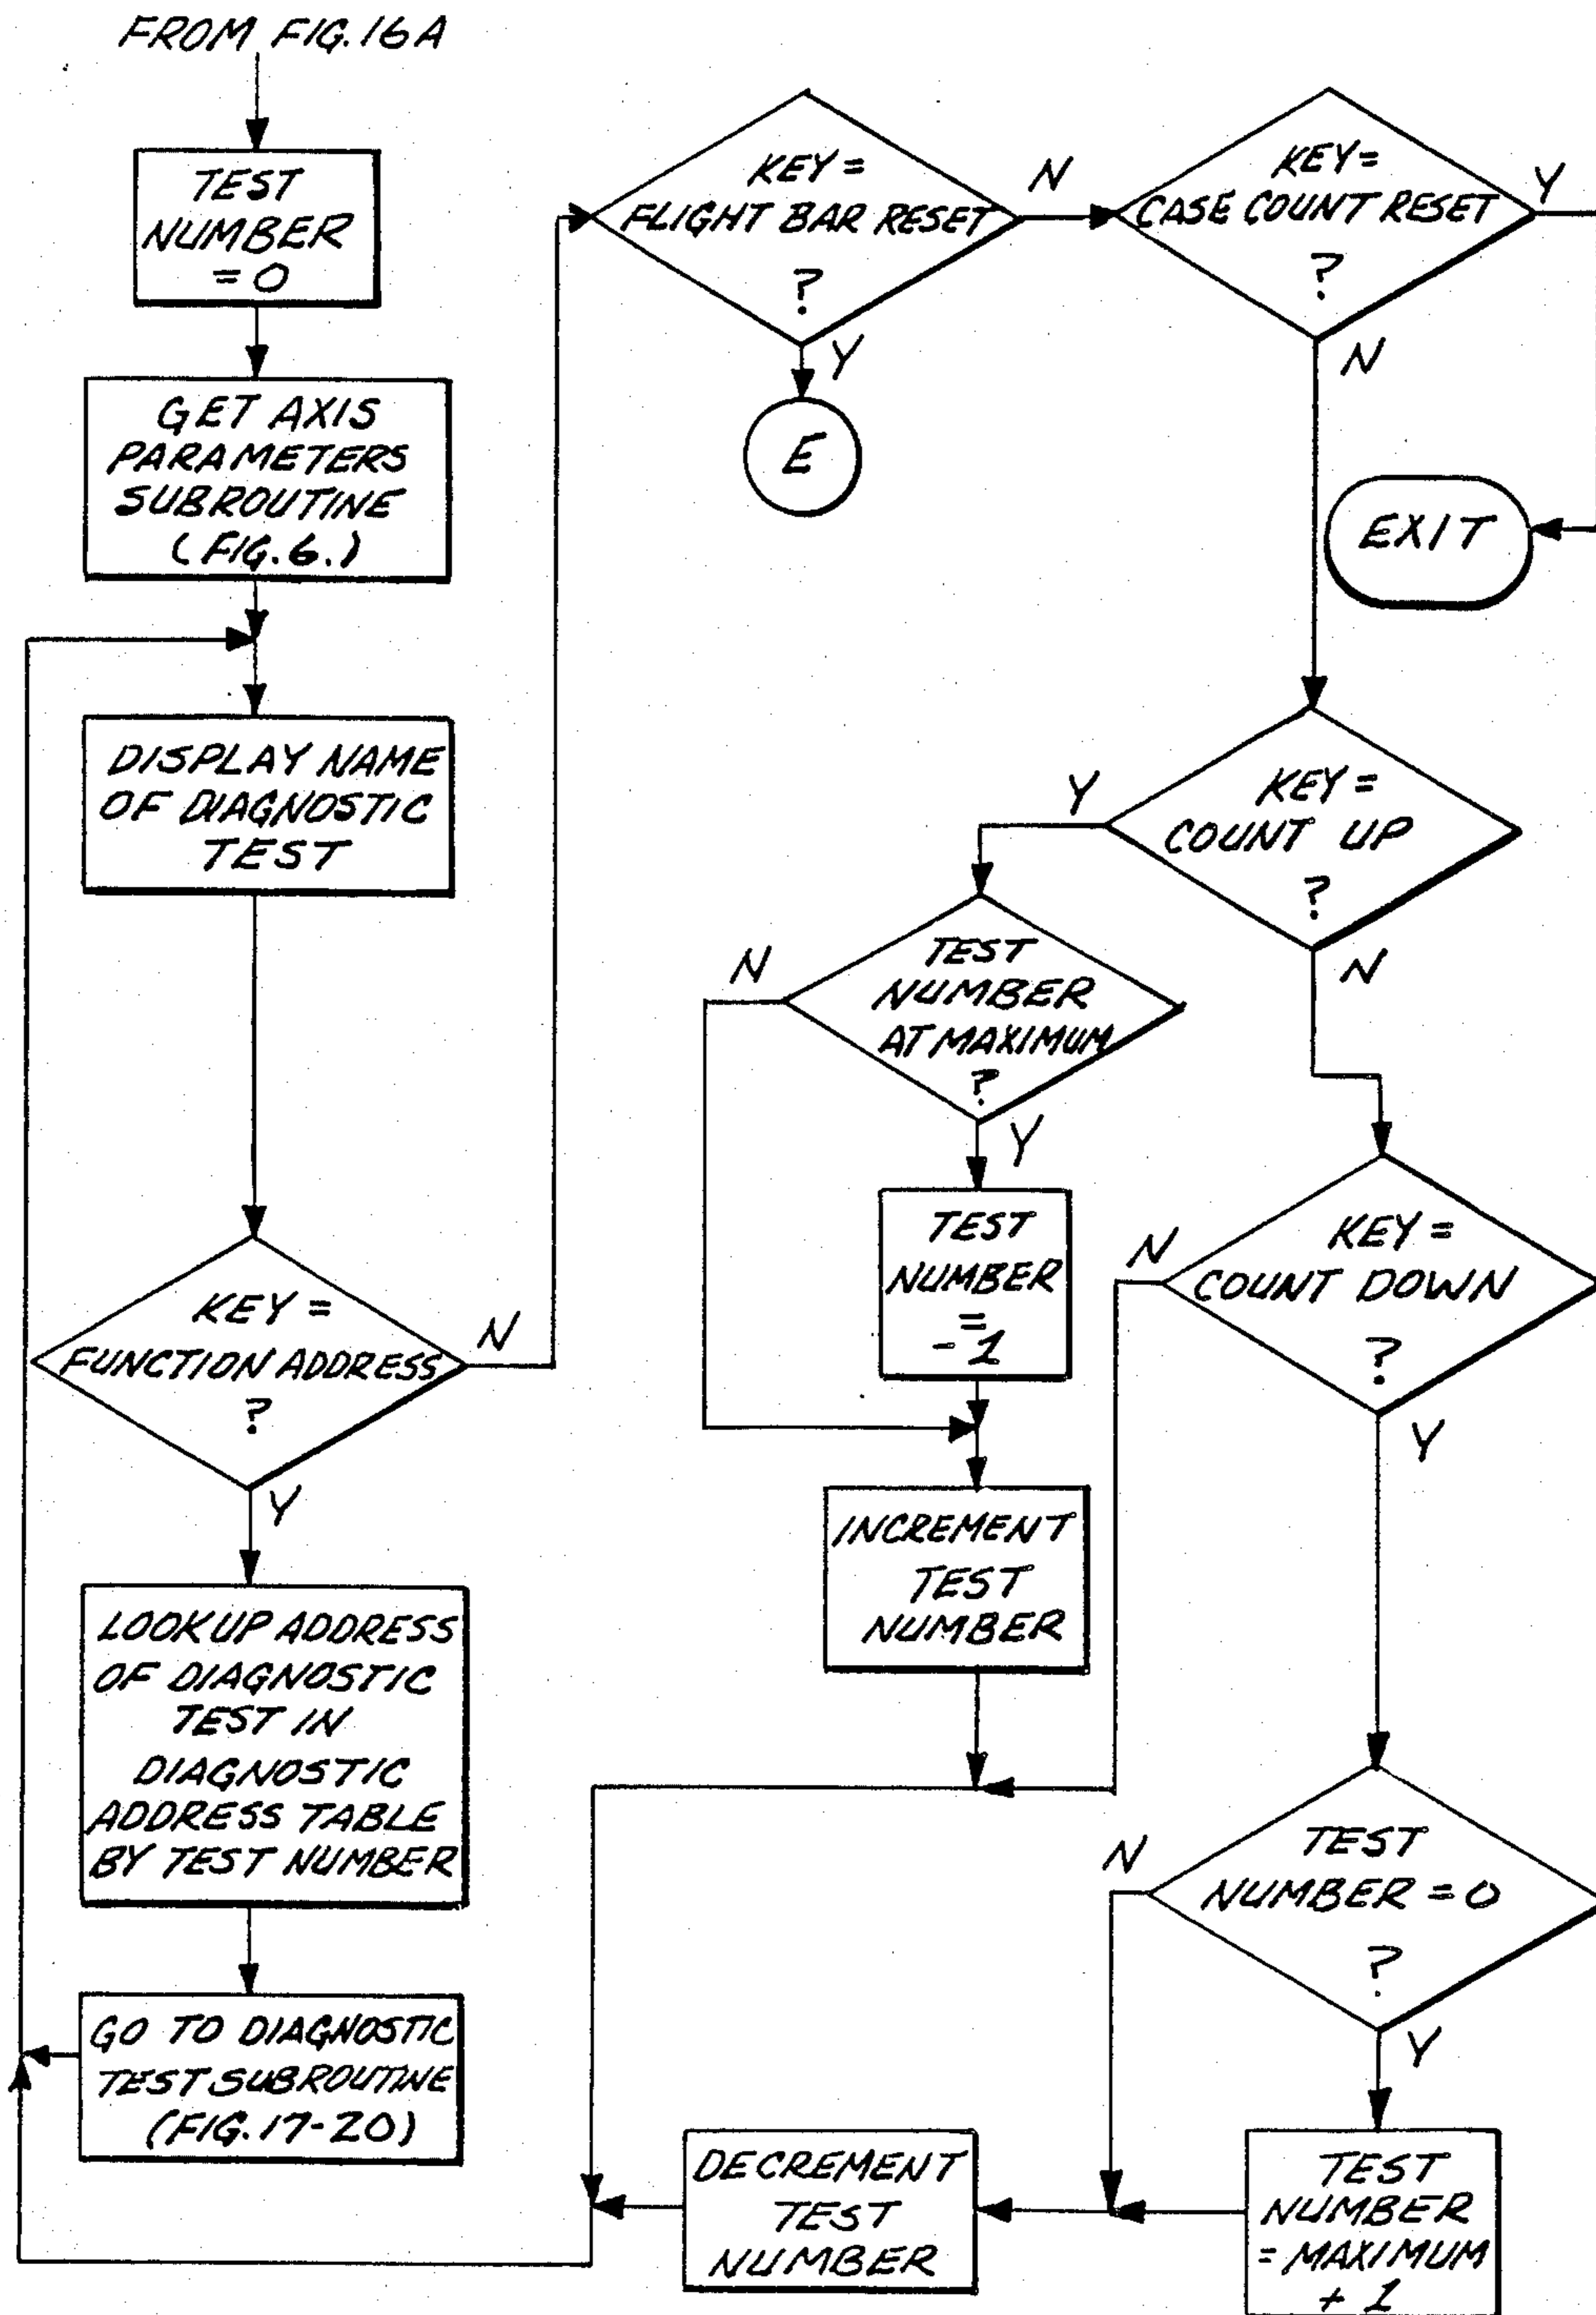 FROM FIG. 16A
TEST
NUMBER
= 0
GET AXIS
PARAMETERS
SUBROUTINE
(FIG. 6.)
DISPLAY NAME
OF DIAGNOSTIC
TEST
KEY =
FUNCTION ADDRESS
?
N
Y
LOOKUP ADDRESS
OF DIAGNOSTIC
TEST IN
DIAGNOSTIC
ADDRESS TABLE
BY TEST NUMBER
GO TO DIAGNOSTIC
TEST SUBROUTINE
(FIG. 17-20)
KEY =
FLIGHT BAR RESET
?
N
Y
E
KEY =
CASE COUNT RESET
?
Y
N
EXIT
KEY =
COUNT UP
?
Y
N
TEST
NUMBER
AT MAXIMUM
?
N
Y
TEST
NUMBER
=
- 1
INCREMENT
TEST
NUMBER
KEY =
COUNT DOWN
?
N
Y
TEST
NUMBER = 0
?
N
Y
TEST
NUMBER
= MAXIMUM
+ 1
DECREMENT
TEST
NUMBER